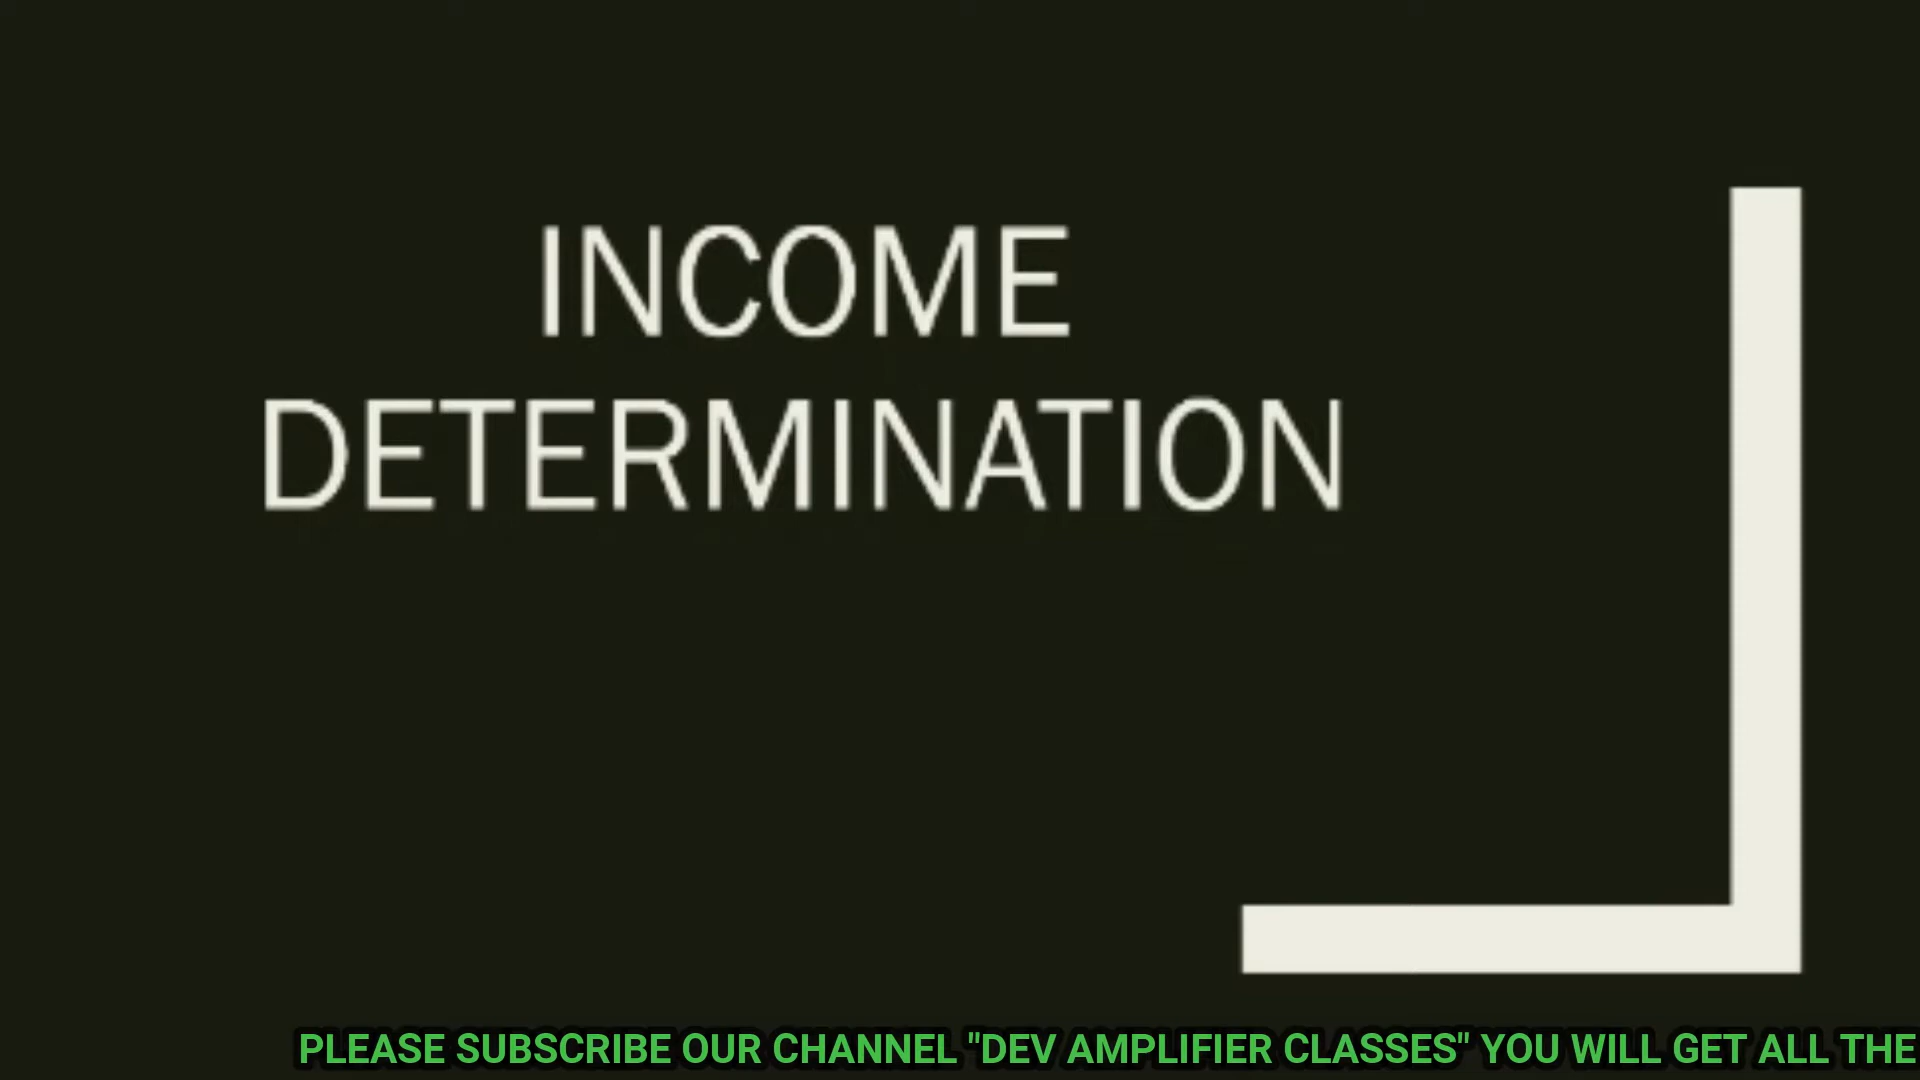 INCOME
DETERMINATION
PLEASE SUBSCRIBE OUR CHANNEL "DEV AMPLIFIER CLASSES" YOU WILL GET ALL THE